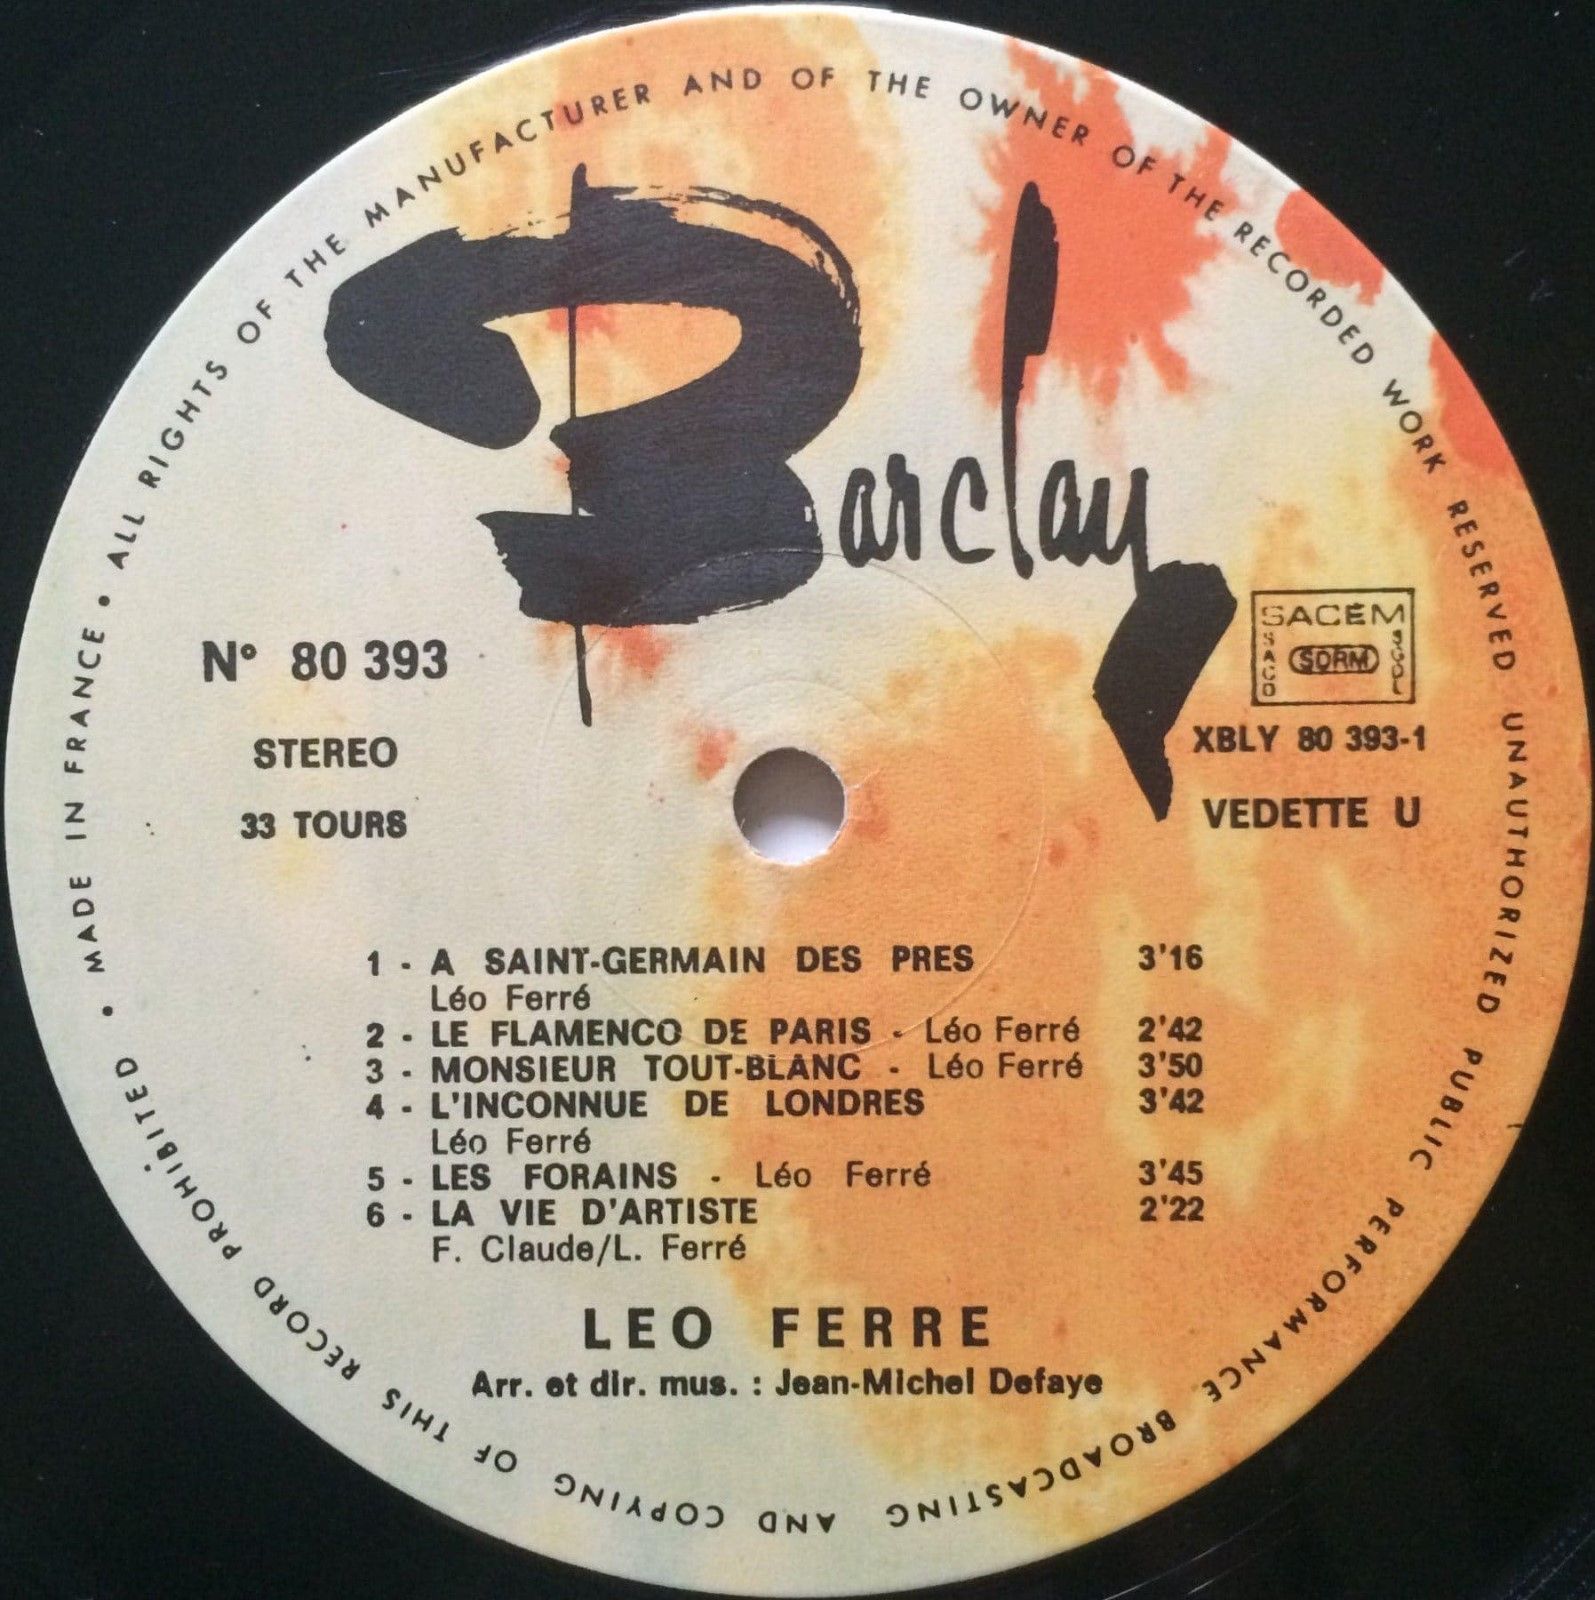 MADE IN FRANCE • ALL RIGHTS OF THE MANUFACTURER AND OF THE OWNER OF THE RECORDED WORK RESERVED UNAUTHORIZED PUBLIC PERFORMANCE BROADCASTING AND COPYING OF THIS RECORD PROHIBITED •
Barclay
N° 80 393
STEREO
33 TOURS
SACEM
SACD SDRM SGDL
XBLY 80 393-1
VEDETTE U
1 - A SAINT-GERMAIN DES PRES 3'16
Léo Ferré
2 - LE FLAMENCO DE PARIS - Léo Ferré 2'42
3 - MONSIEUR TOUT-BLANC - Léo Ferré 3'50
4 - L'INCONNUE DE LONDRES 3'42
Léo Ferré
5 - LES FORAINS - Léo Ferré 3'45
6 - LA VIE D'ARTISTE 2'22
F. Claude/L. Ferré
LEO FERRE
Arr. et dir. mus. : Jean-Michel Defaye